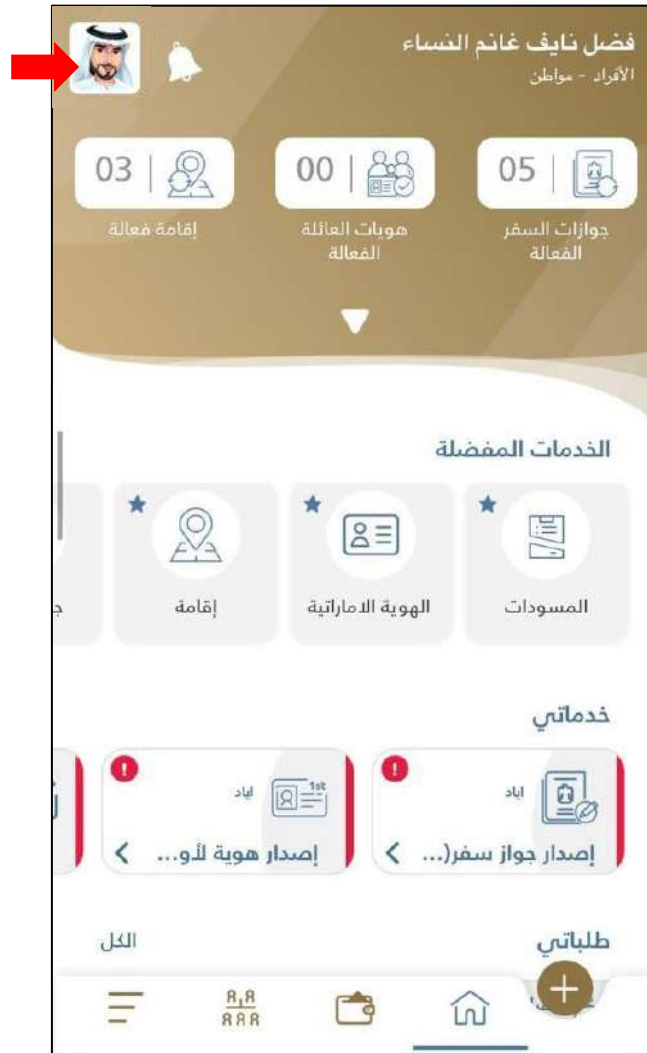 فضل نايف غانم النساء
الأفراد - مواطن
05
00
03
جوازات السفر
الفعالة
هويات العائلة
الفعالة
إقامة فعالة
الخدمات المفضلة
المسودات
الهوية الاماراتية
إقامة
خدماتي
اياد
إصدار جواز سفر(...
1st
اياد
إصدار هوية لأو...
طلباتي
الكل